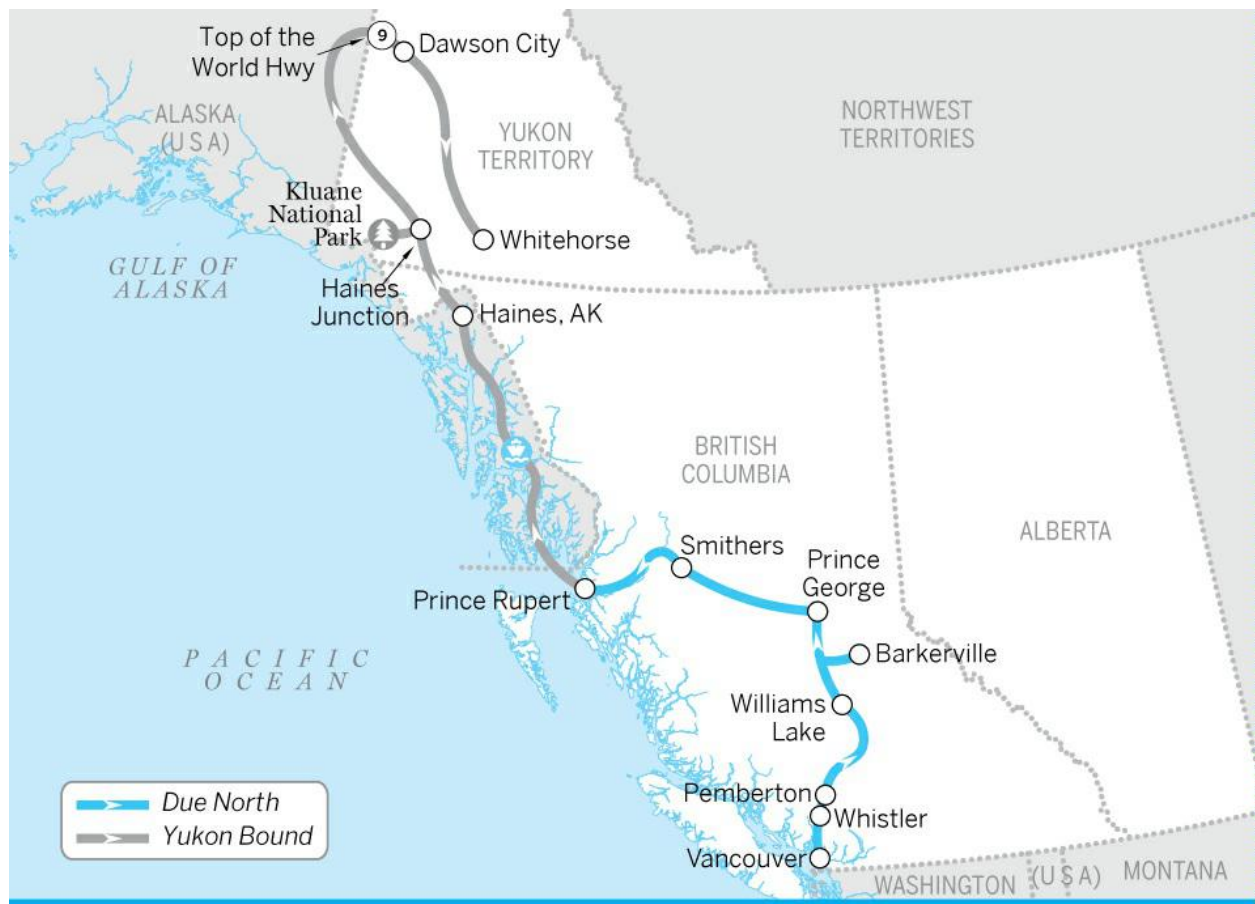 Top of the
World Hwy
9
Dawson City
ALASKA
(USA)
YUKON
TERRITORY
NORTHWEST
TERRITORIES
Kluane
National
Park
Whitehorse
GULF OF
ALASKA
Haines
Junction
Haines, AK
BRITISH
COLUMBIA
ALBERTA
Smithers
Prince
George
Prince Rupert
Barkerville
PACIFIC
OCEAN
Williams
Lake
Pemberton
Whistler
Vancouver
Due North
Yukon Bound
WASHINGTON
(USA)
MONTANA